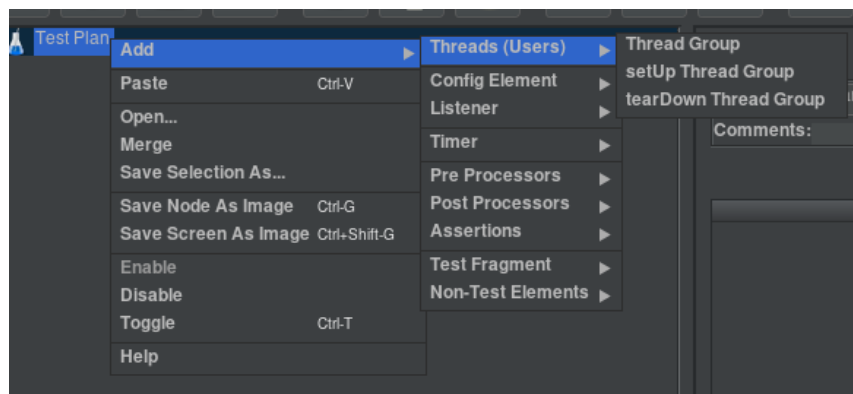 Test Plan
Add
Paste Ctrl-V
Open...
Merge
Save Selection As...
Save Node As Image Ctrl-G
Save Screen As Image Ctrl+Shift-G
Enable
Disable
Toggle Ctrl-T
Help
Threads (Users)
Config Element
Listener
Timer
Pre Processors
Post Processors
Assertions
Test Fragment
Non-Test Elements
Thread Group
setUp Thread Group
tearDown Thread Group
Comments: